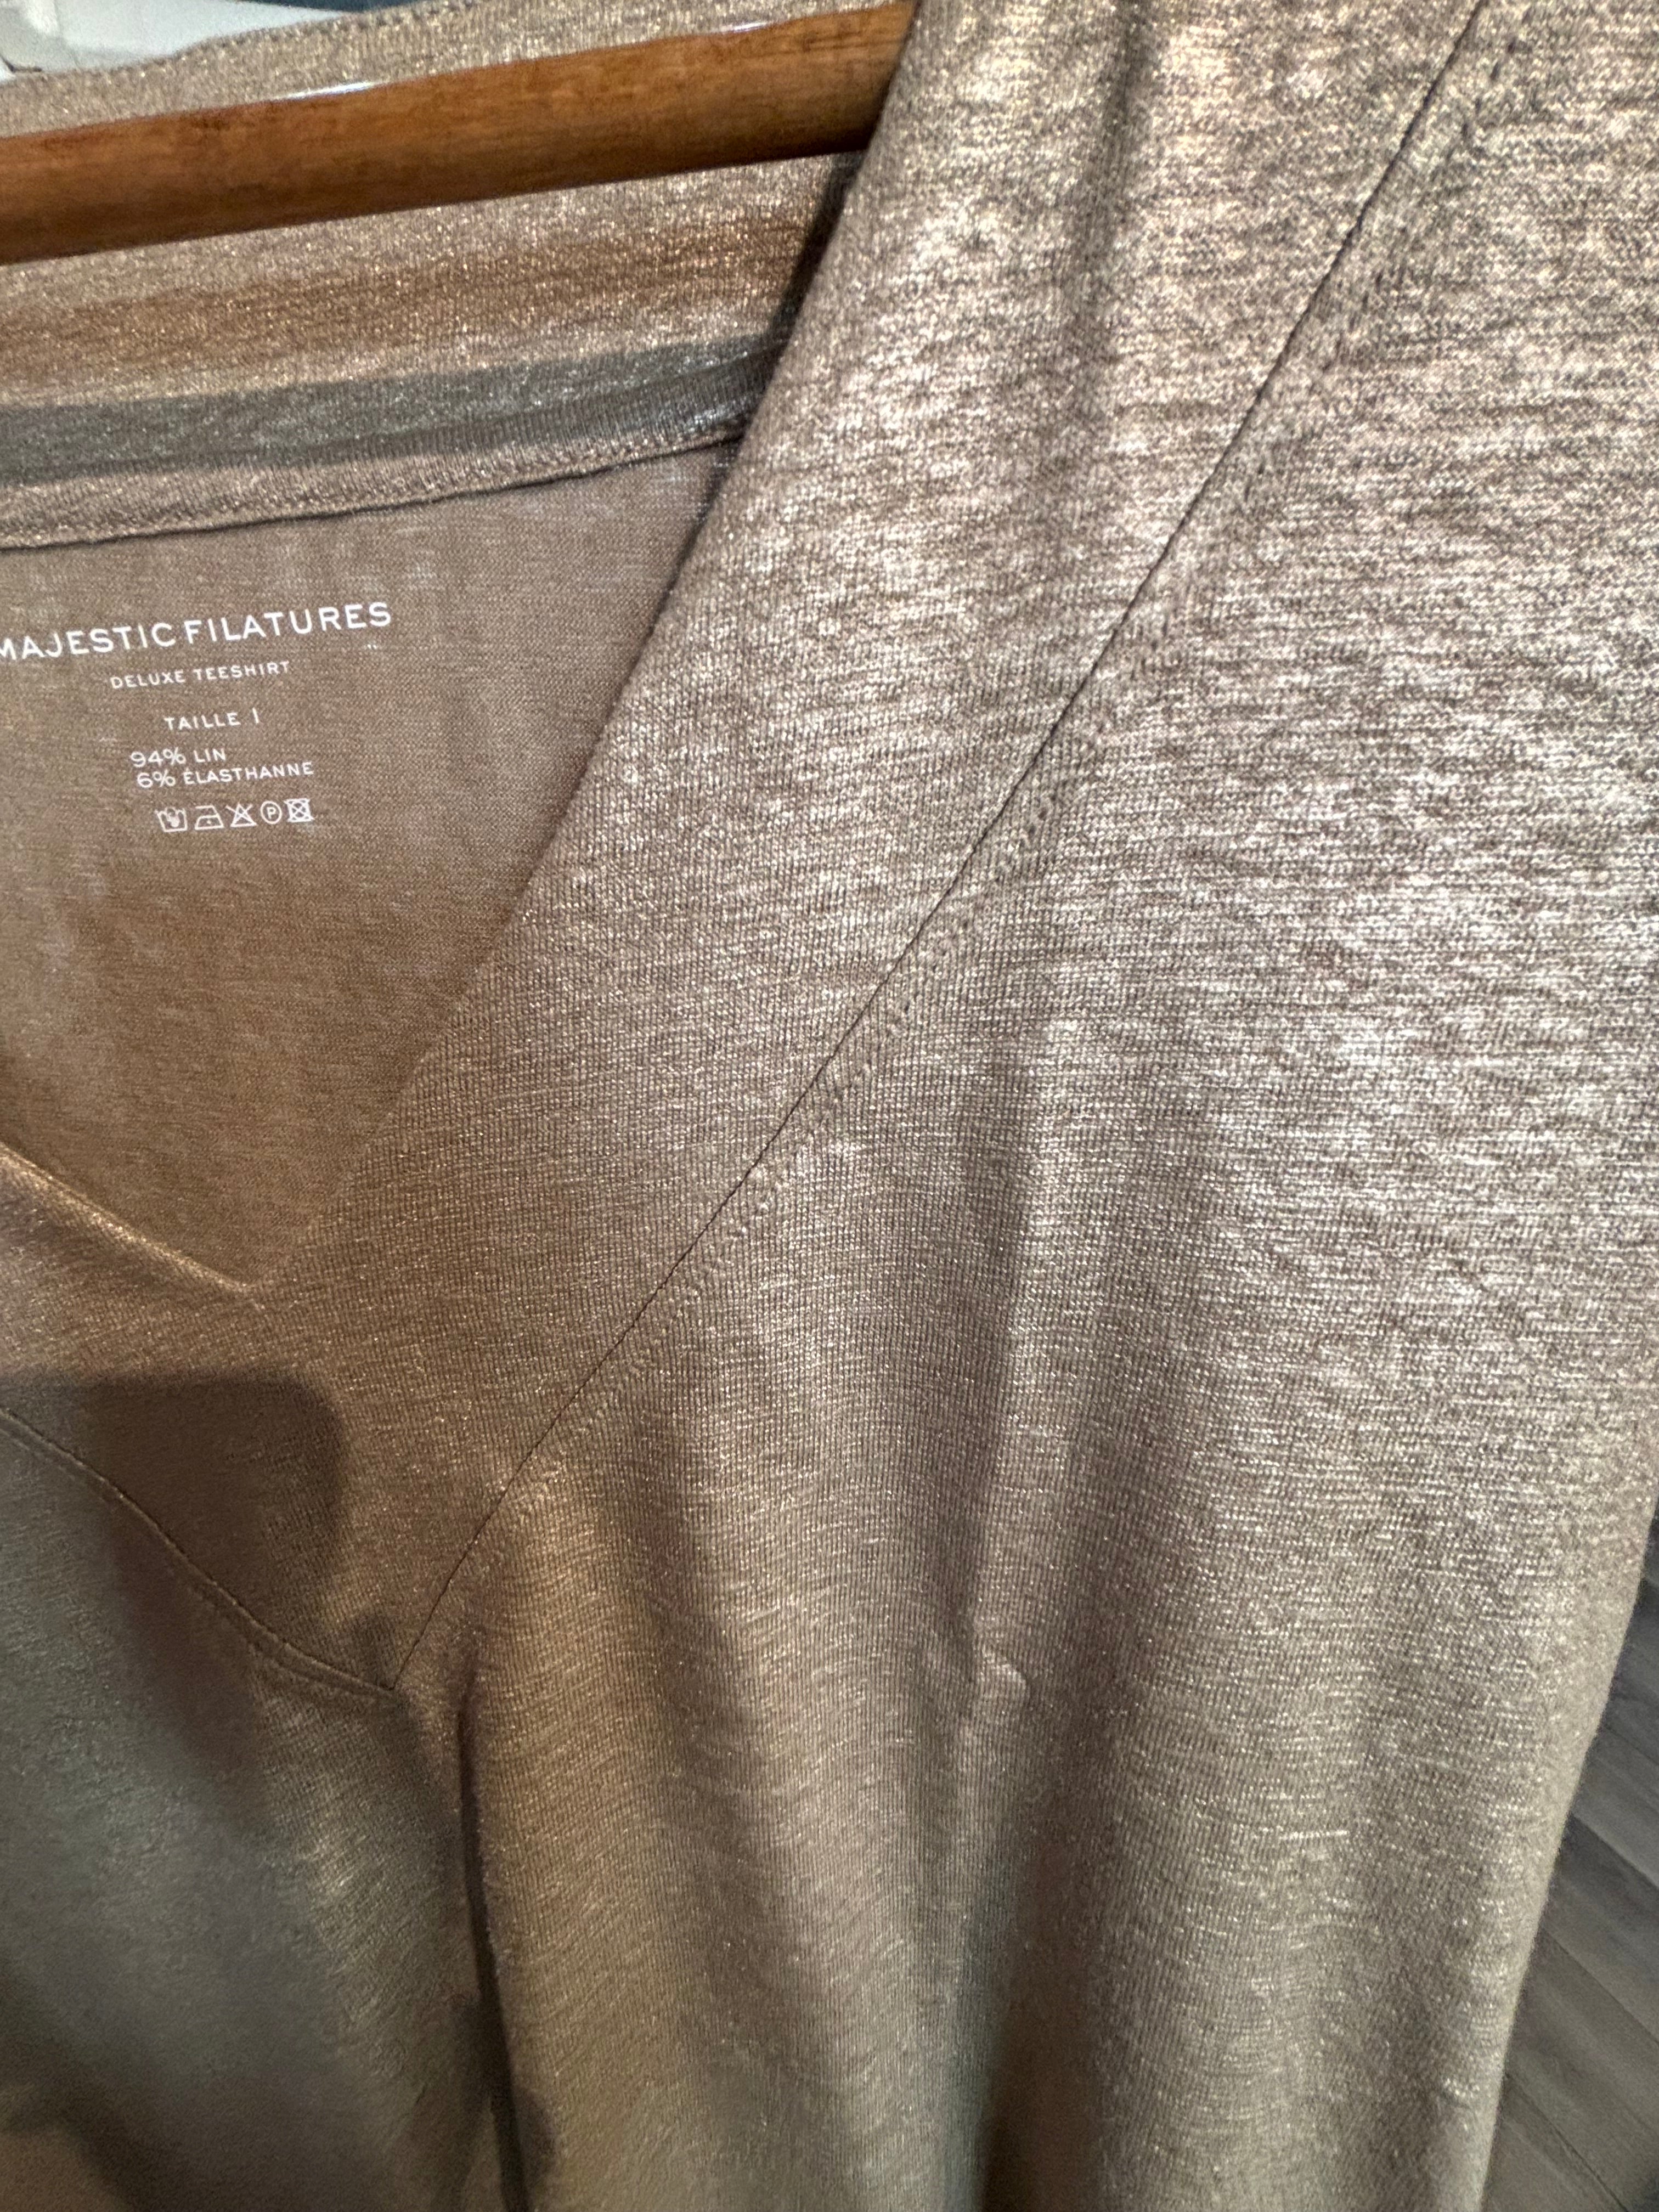 MAJESTIC FILATURES
DELUXE TEESHIRT
TAILLE 1
94% LIN
6% ÉLASTHANNE
P